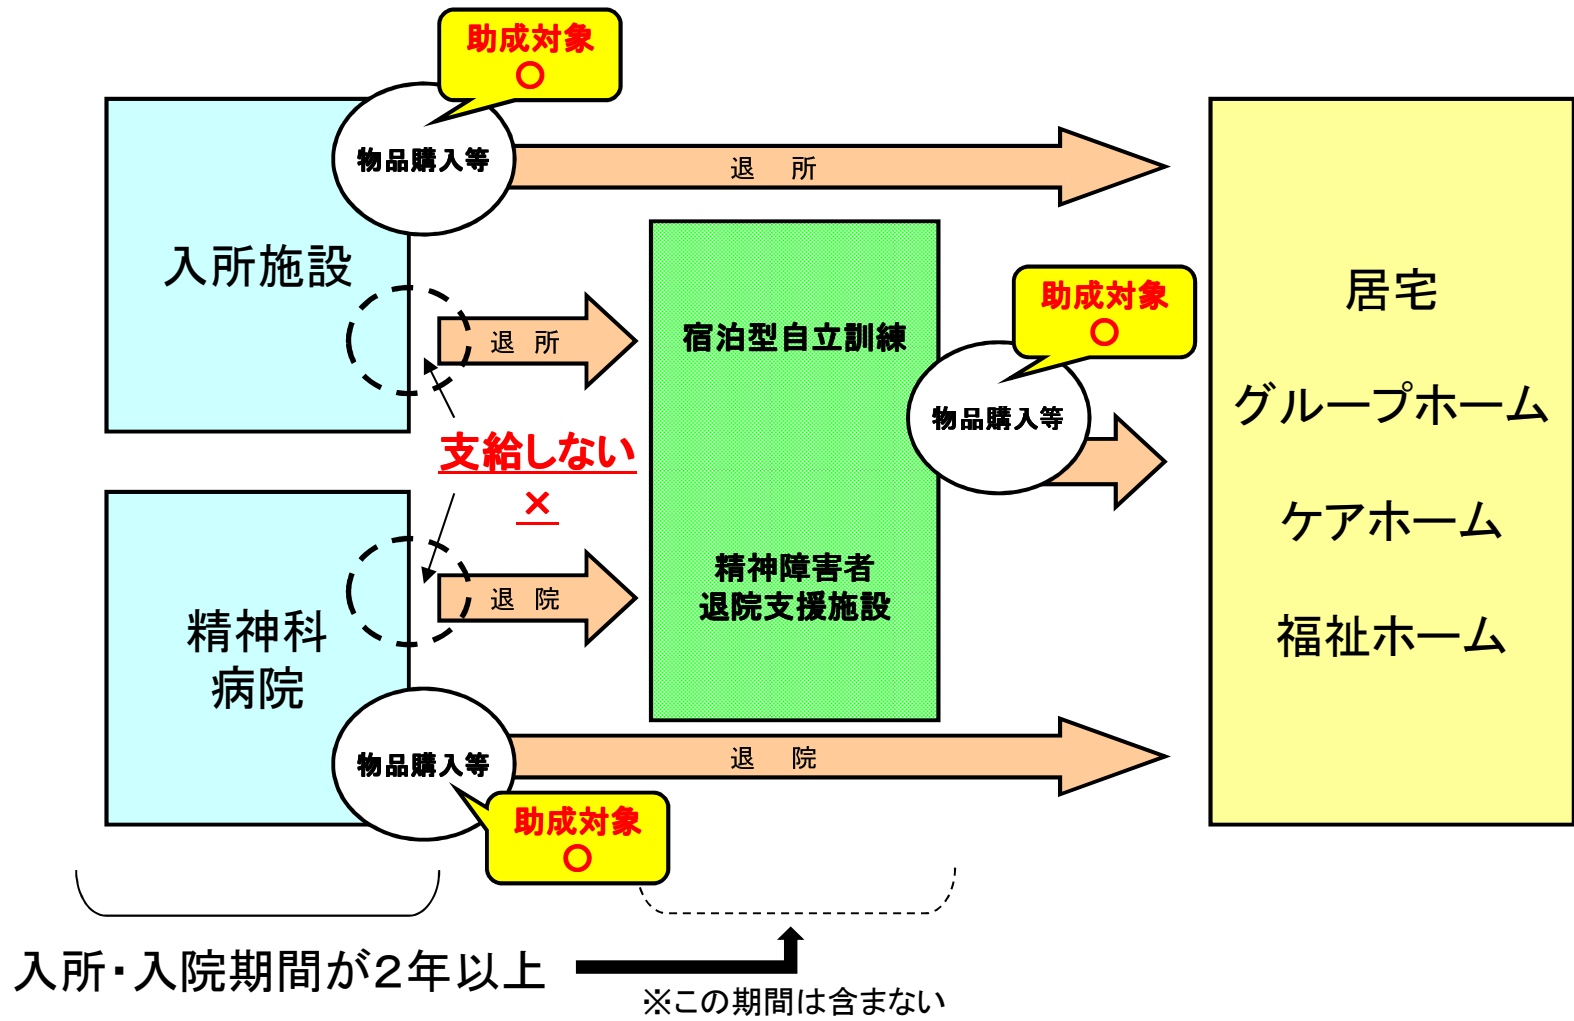 助成対象
○
物品購入等
退 所
入所施設
退 所
宿泊型自立訓練
助成対象
○
物品購入等
居宅
グループホーム
ケアホーム
福祉ホーム
支給しない
×
精神科
病院
退 院
精神障害者
退院支援施設
物品購入等
退 院
助成対象
○
入所・入院期間が2年以上
※この期間は含まない